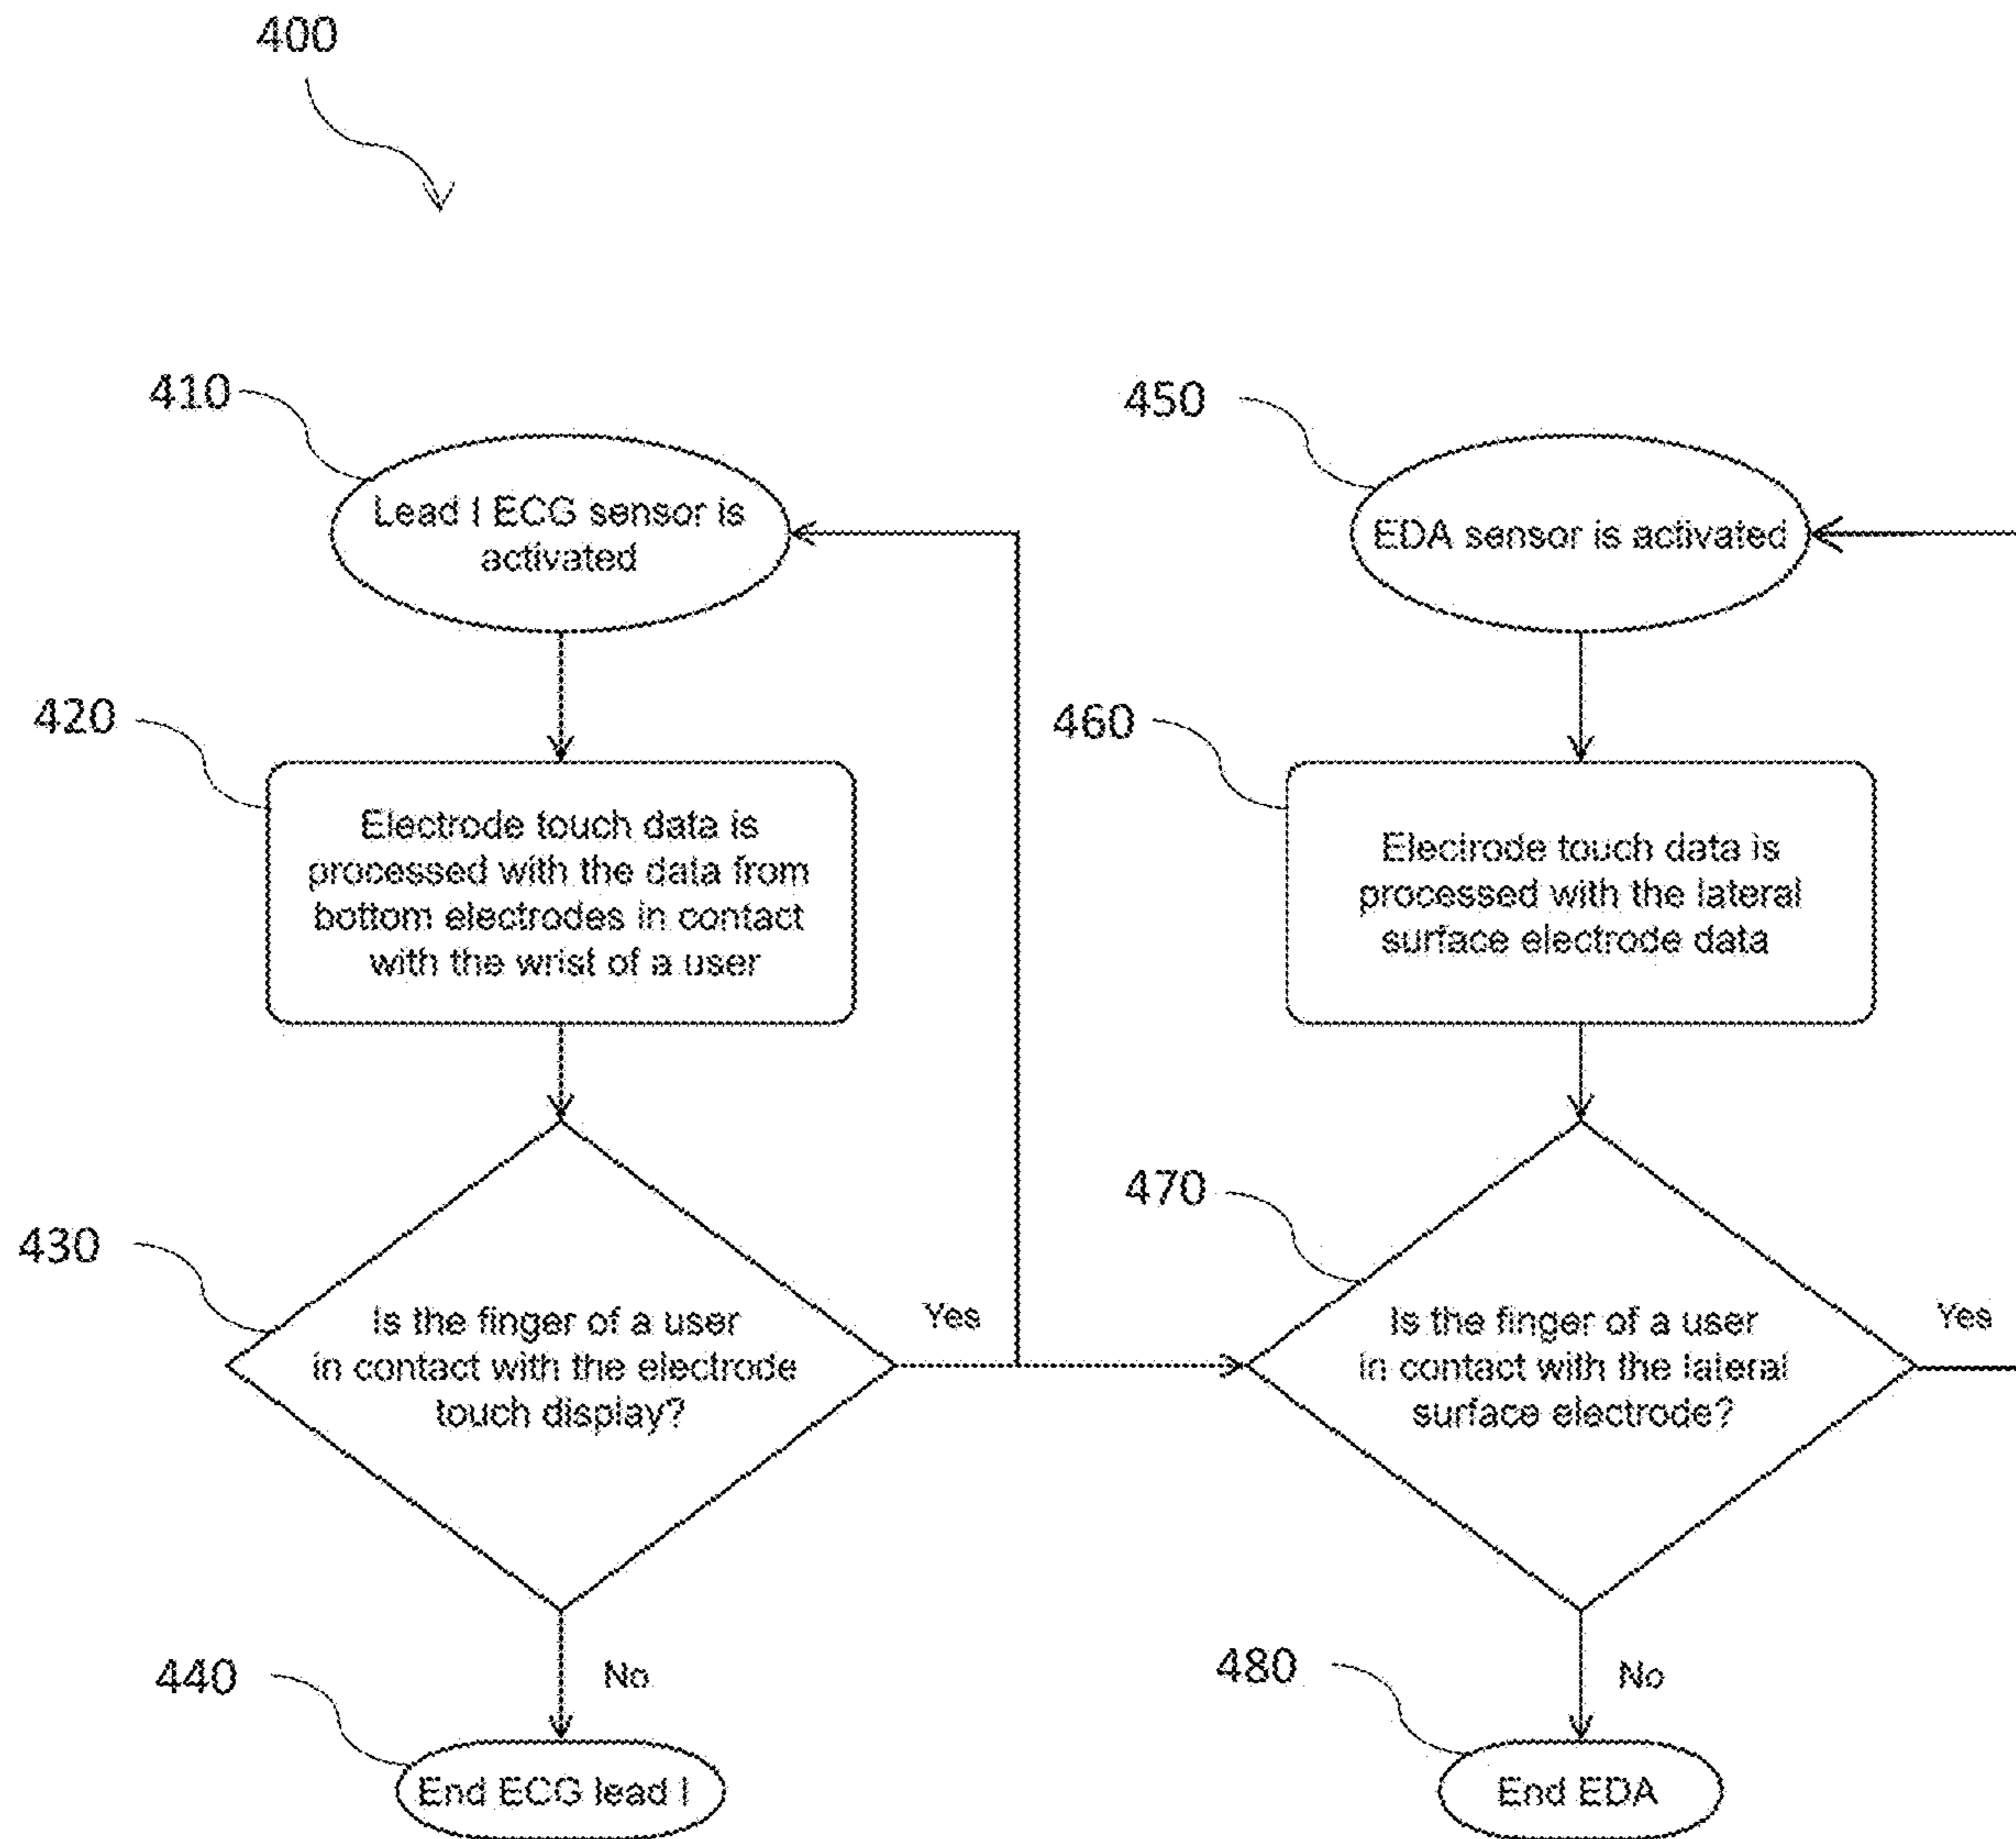 400
410
Lead I ECG sensor is
activated
420
Electrode touch data is
processed with the data from
bottom electrodes in contact
with the wrist of a user
430
Is the finger of a user
in contact with the electrode
touch display?
Yes
No
440
End ECG lead I
450
EDA sensor is activated
460
Electrode touch data is
processed with the lateral
surface electrode data
470
Is the finger of a user
in contact with the lateral
surface electrode?
Yes
No
480
End EDA